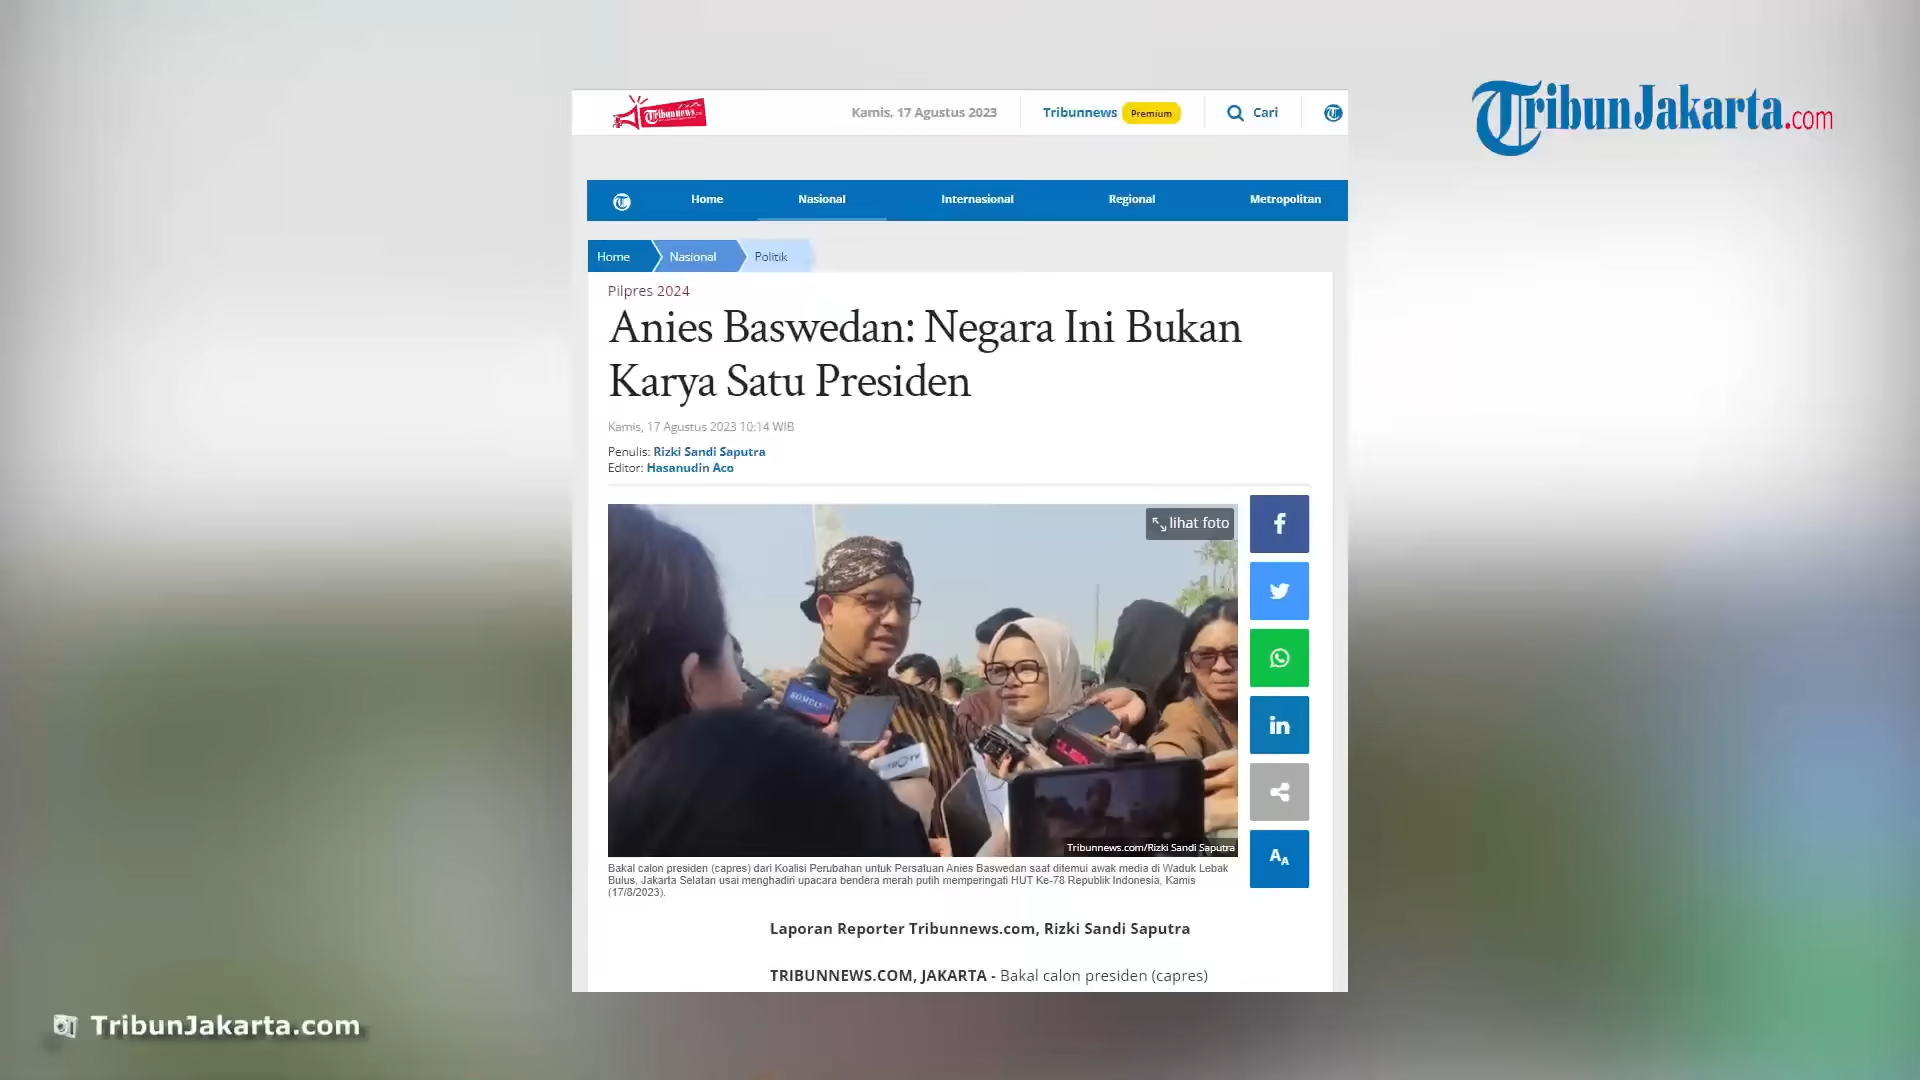 Tribunnews.com
Kamis, 17 Agustus 2023
Tribunnews Premium
Cari
TribunJakarta.com
Home
Nasional
Internasional
Regional
Metropolitan
Home
Nasional
Politik
Pilpres 2024
Anies Baswedan: Negara Ini Bukan
Karya Satu Presiden
Kamis, 17 Agustus 2023 10:14 WIB
Penulis: Rizki Sandi Saputra
Editor: Hasanudin Aco
lihat foto
KOMPAS
Tribunnews.com/Rizki Sandi Saputra
Bakal calon presiden (capres) dari Koalisi Perubahan untuk Persatuan Anies Baswedan saat ditemui awak media di Waduk Lebak
Bulus, Jakarta Selatan usai menghadiri upacara bendera merah putih memperingati HUT Ke-78 Republik Indonesia, Kamis
(17/8/2023).
Laporan Reporter Tribunnews.com, Rizki Sandi Saputra
TRIBUNNEWS.COM, JAKARTA - Bakal calon presiden (capres)
TribunJakarta.com